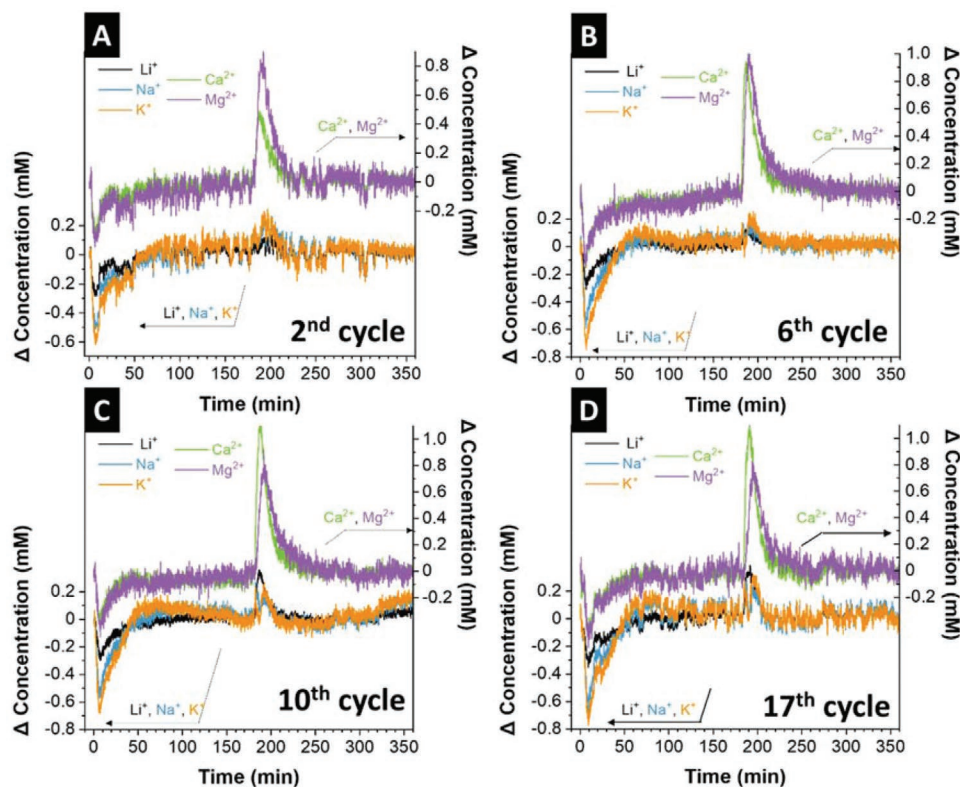 A
Li⁺
Na⁺
K⁺
Ca²⁺
Mg²⁺
Ca²⁺, Mg²⁺
Li⁺, Na⁺, K⁺
2nd cycle
0.2
0
-0.2
-0.4
-0.6
Δ Concentration (mM)
0.8
0.6
0.4
0.2
0
-0.2
Δ Concentration (mM)
0 50 100 150 200 250 300 350
Time (min)
B
Li⁺
Na⁺
K⁺
Ca²⁺
Mg²⁺
Ca²⁺, Mg²⁺
Li⁺, Na⁺, K⁺
6th cycle
0.2
0
-0.2
-0.4
-0.6
-0.8
Δ Concentration (mM)
1.0
0.8
0.6
0.4
0.2
0
-0.2
Δ Concentration (mM)
0 50 100 150 200 250 300 350
Time (min)
C
Li⁺
Na⁺
K⁺
Ca²⁺
Mg²⁺
Ca²⁺, Mg²⁺
Li⁺, Na⁺, K⁺
10th cycle
0.2
0
-0.2
-0.4
-0.6
-0.8
Δ Concentration (mM)
1.0
0.8
0.6
0.4
0.2
0
-0.2
Δ Concentration (mM)
0 50 100 150 200 250 300 350
Time (min)
D
Li⁺
Na⁺
K⁺
Ca²⁺
Mg²⁺
Ca²⁺, Mg²⁺
Li⁺, Na⁺, K⁺
17th cycle
0.2
0
-0.2
-0.4
-0.6
-0.8
Δ Concentration (mM)
1.0
0.8
0.6
0.4
0.2
0
-0.2
Δ Concentration (mM)
0 50 100 150 200 250 300 350
Time (min)